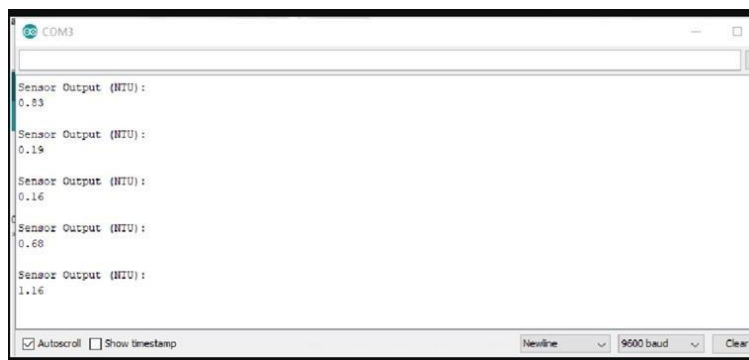 COM3
Sensor Output (NTU):
0.83
Sensor Output (NTU):
0.19
Sensor Output (NTU):
0.16
Sensor Output (NTU):
0.68
Sensor Output (NTU):
1.16
Autoscroll Show timestamp Newline 9600 baud Clear